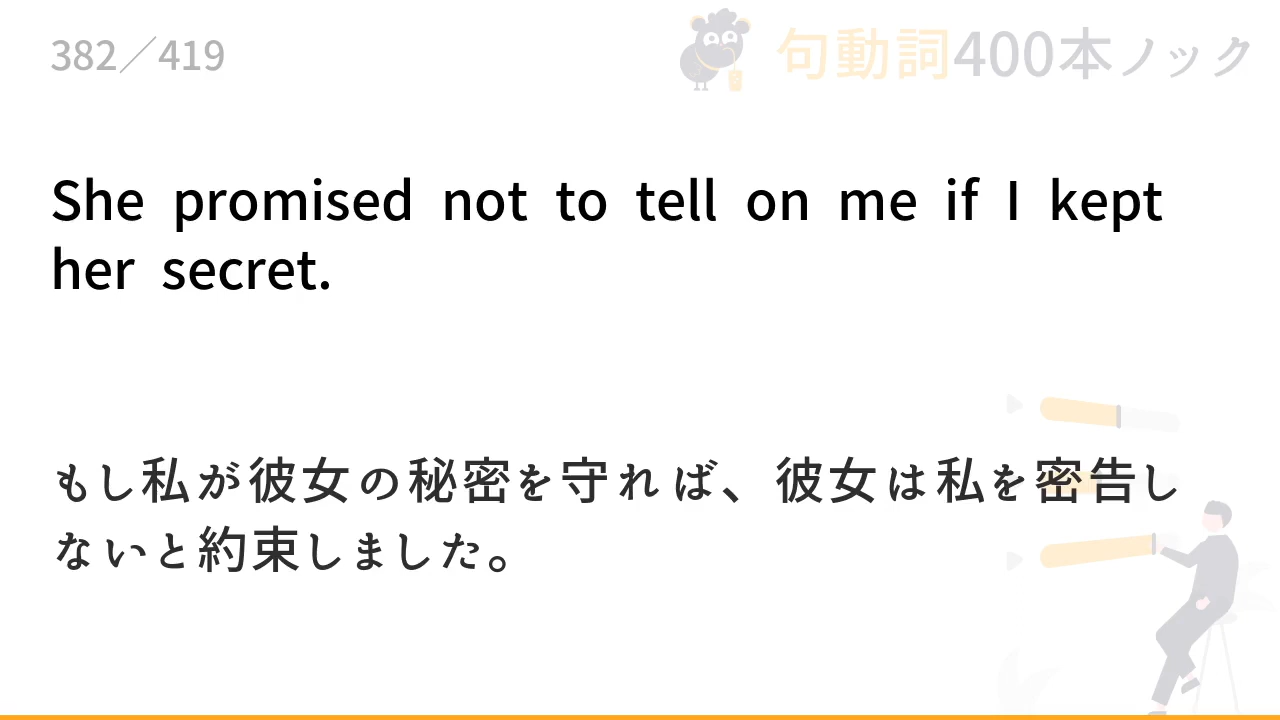 382／419
句動詞400本ノック
She promised not to tell on me if I kept
her secret.
もし私が彼女の秘密を守れば、彼女は私を密告し
ないと約束しました。